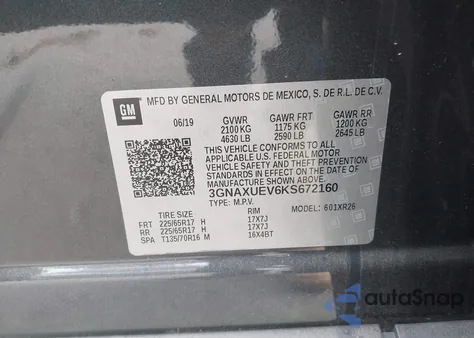 GM
MFD BY GENERAL MOTORS DE MEXICO, S. DE R.L. DE C.V.
06/19 GVWR GAWR FRT GAWR RR
2100 KG 1175 KG 1200 KG
4630 LB 2590 LB 2645 LB
THIS VEHICLE CONFORMS TO ALL APPLICABLE
U.S. FEDERAL MOTOR
VEHICLE SAFETY AND THEFT PREVENTION
STANDARDS IN EFFECT ON THE DATE OF
MANUFACTURE SHOWN ABOVE.
3GNAXUEV6KS672160
TYPE: M.P.V. 601XR26
TIRE SIZE RIM
FRT 225/65R17 H 17X7J
RR 225/65R17 H 17X7J
SPA T135/70R16 M 16X4BT
autoSnap